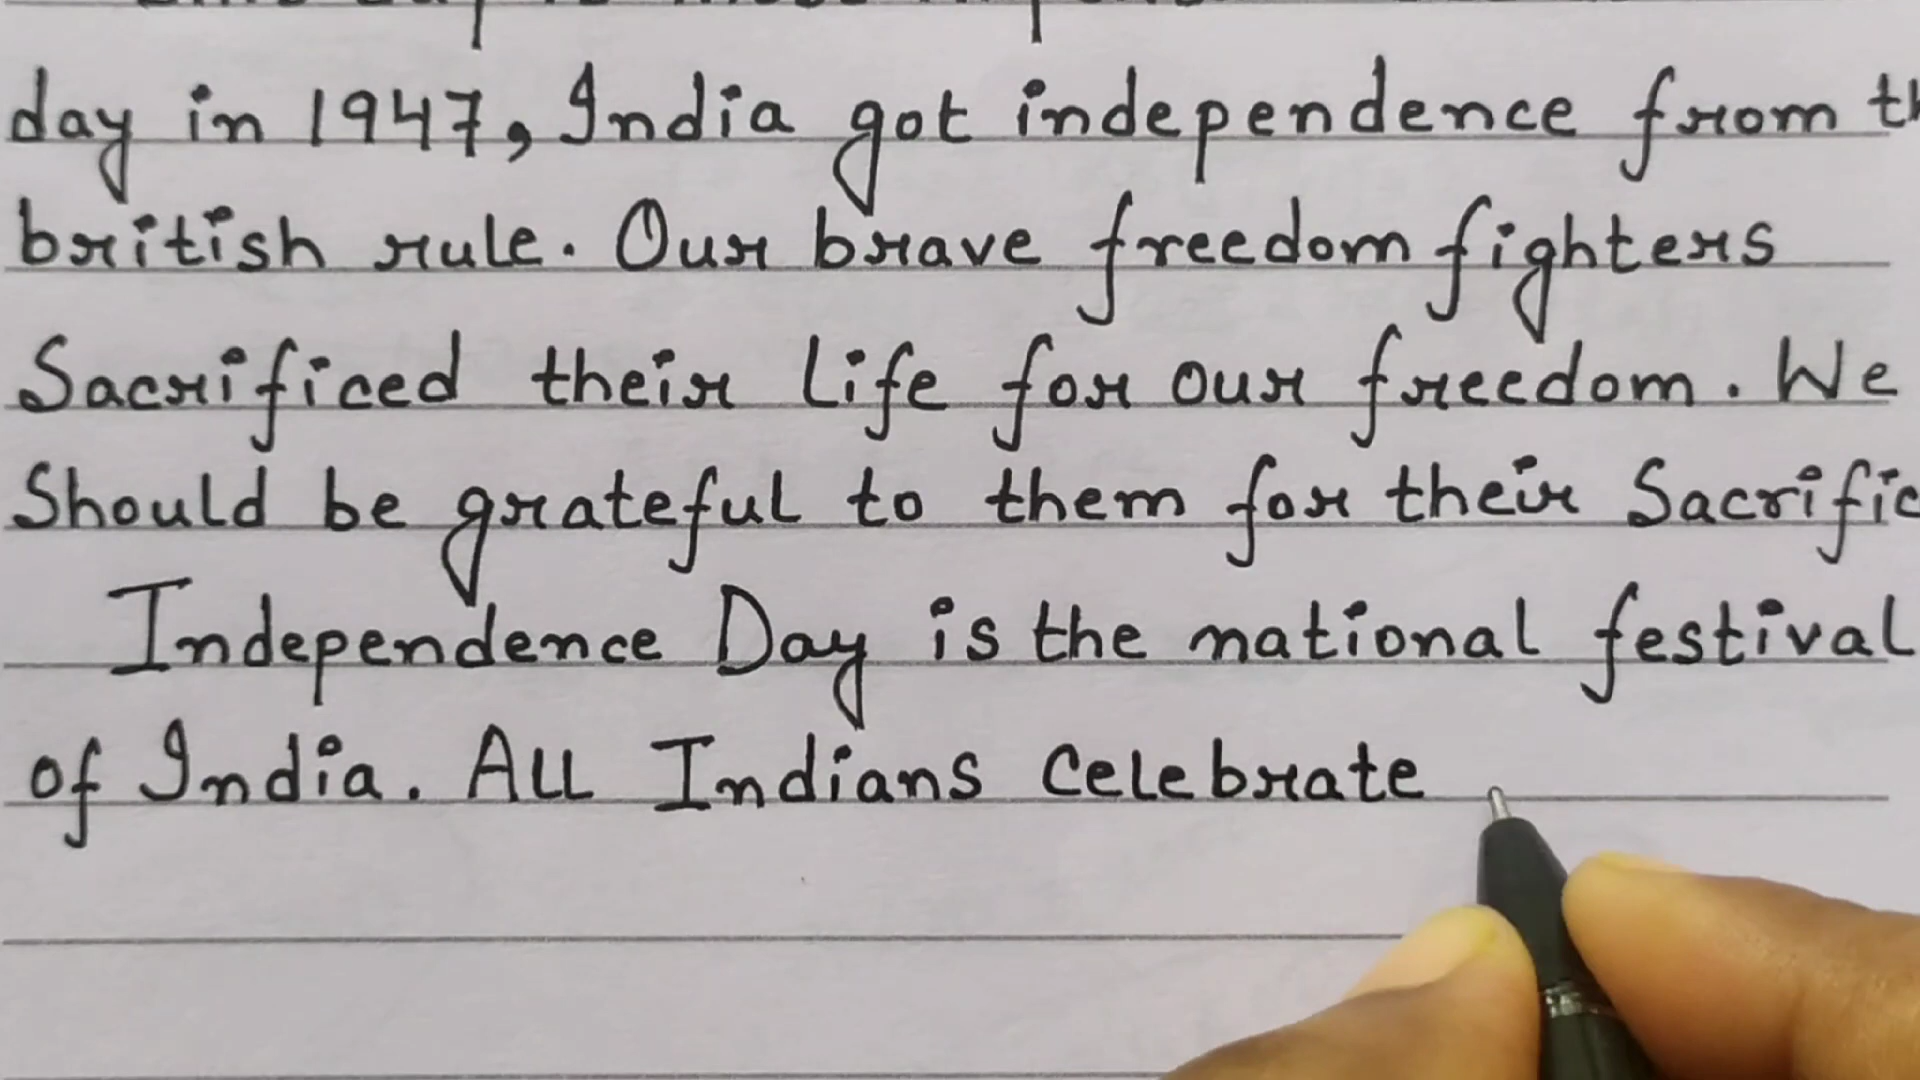 day in 1947, India got independence from th
british rule. Our brave freedom fighters
Sacrificed their life for our freedom. We
Should be grateful to them for their Sacrific
Independence Day is the national festival
of India. All Indians Celebrate